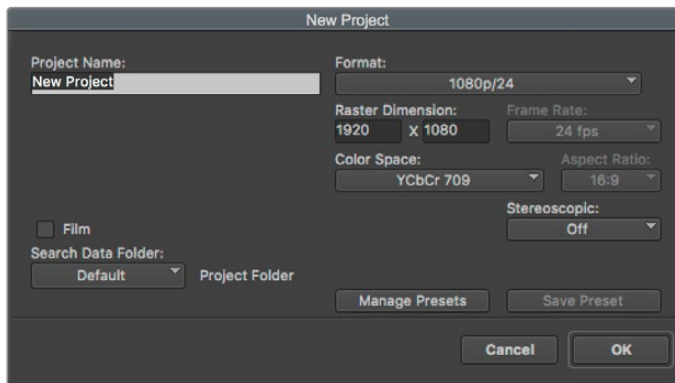 New Project
Project Name:
New Project
Format:
1080p/24
Raster Dimension:
1920 x 1080
Frame Rate:
24 fps
Color Space:
YCbCr 709
Aspect Ratio:
16:9
Stereoscopic:
Off
Film
Search Data Folder:
Default
Project Folder
Manage Presets
Save Preset
Cancel
OK